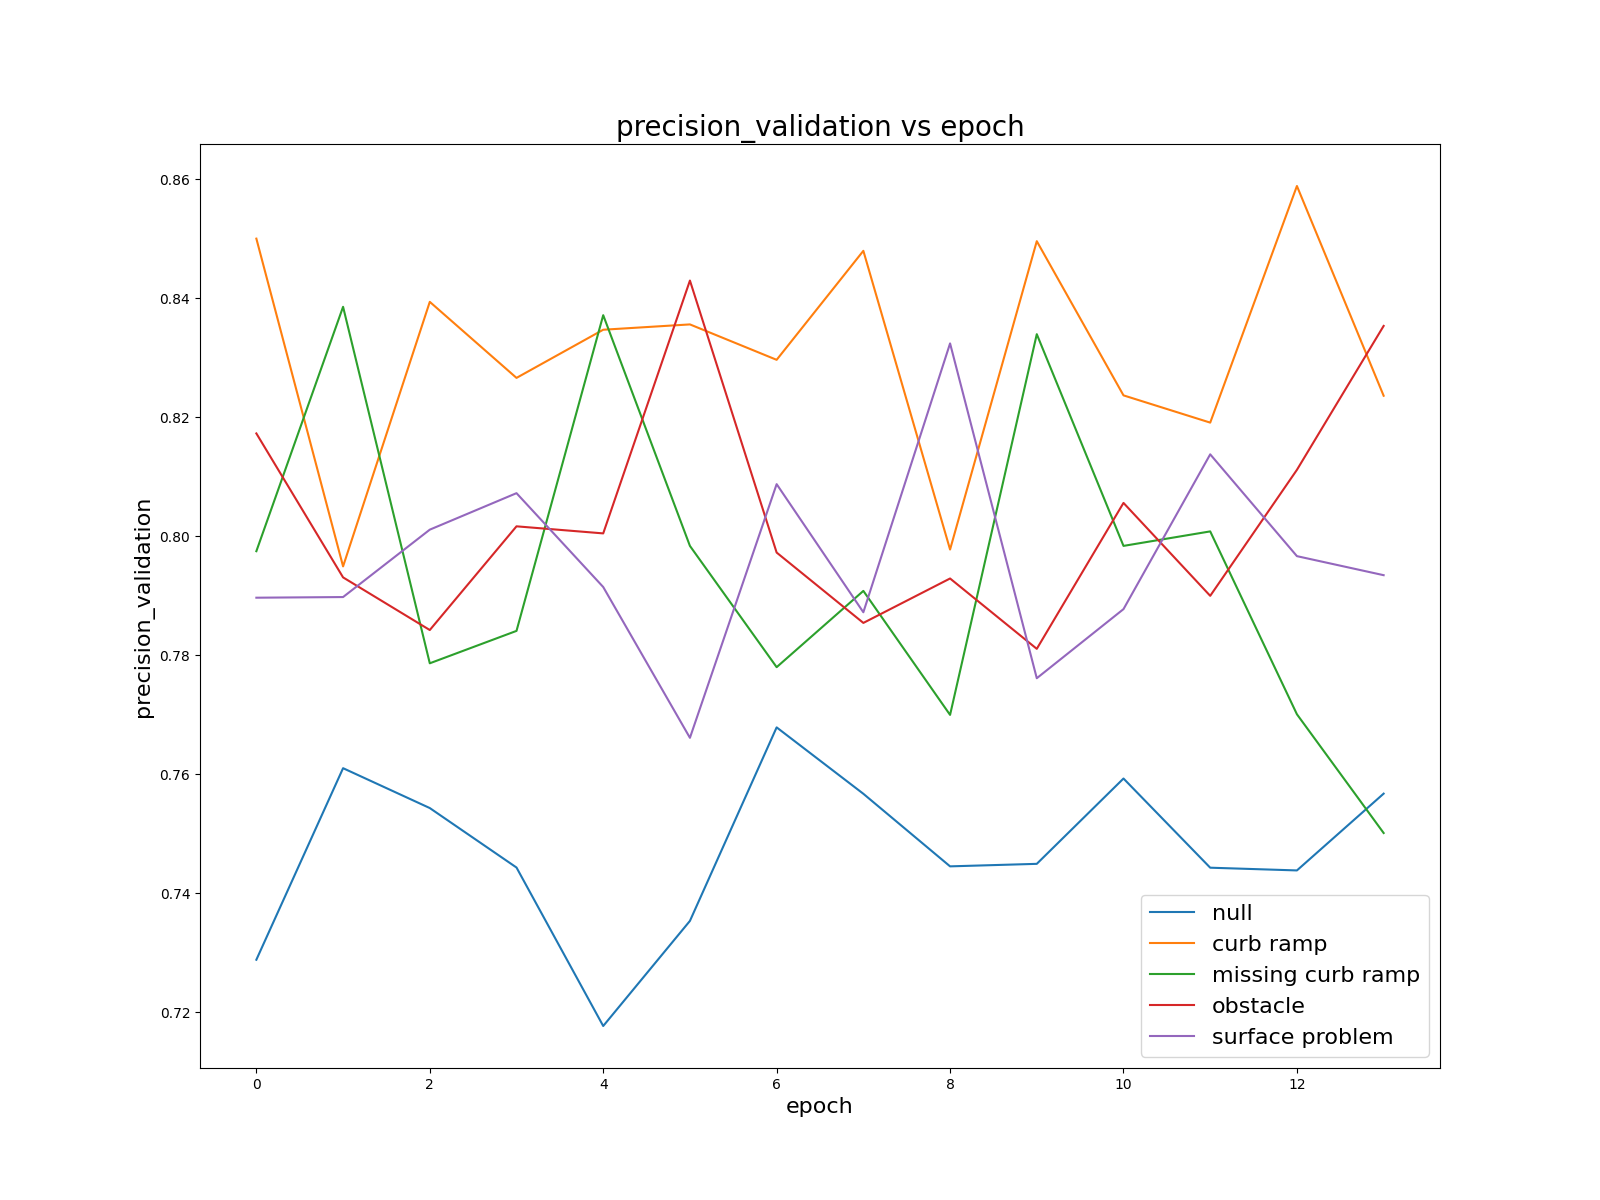 precision_validation vs epoch
precision_validation
0.86
0.84
0.82
0.80
0.78
0.76
0.74
0.72
0 2 4 6 8 10 12
epoch
null
curb ramp
missing curb ramp
obstacle
surface problem